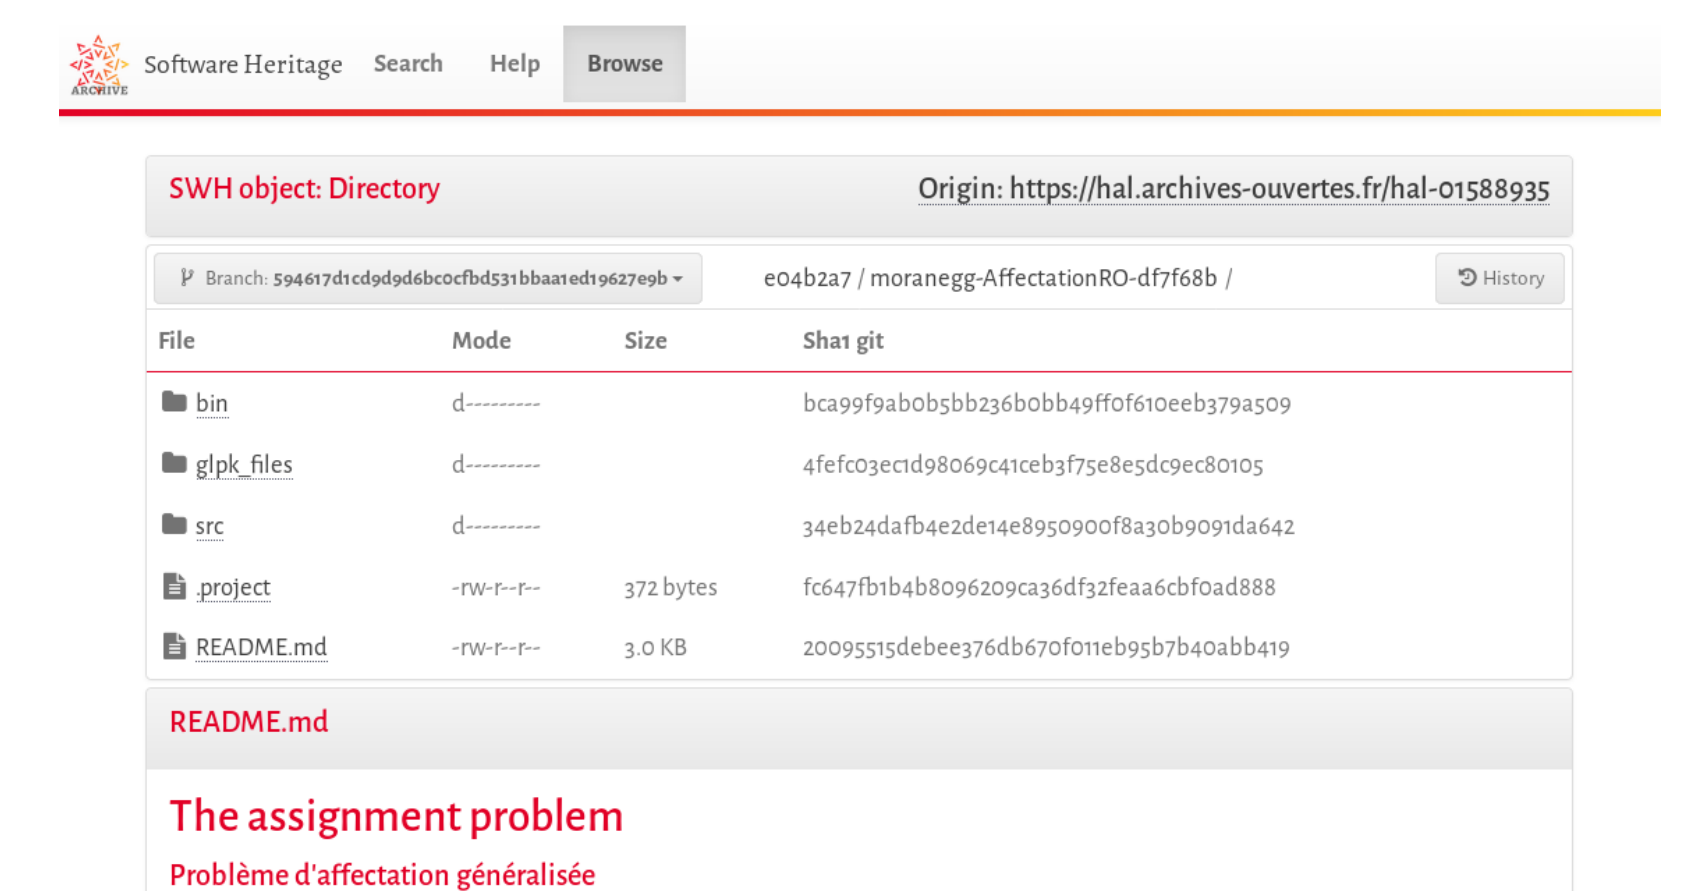 ARCHIVE
Software Heritage Search Help Browse
SWH object: Directory Origin: https://hal.archives-ouvertes.fr/hal-01588935
Branch: 594617d1cd9d9d6bc0cfbd531bbaa1ed19627e9b e04b2a7 / moranegg-AffectationRO-df7f68b / History
File Mode Size Sha1 git
bin d--------- bca99f9ab0b5bb236b0bb49ff0f610eeb379a509
glpk_files d--------- 4fefc03ec1d98069c41ceb3f75e8e5dc9ec80105
src d--------- 34eb24dafb4e2de14e8950900f8a30b9091da642
.project -rw-r--r-- 372 bytes fc647fb1b4b8096209ca36df32feaa6cbf0ad888
README.md -rw-r--r-- 3.0 KB 20095515debee376db670f011eb95b7b40abb419
README.md
The assignment problem
Problème d'affectation généralisée